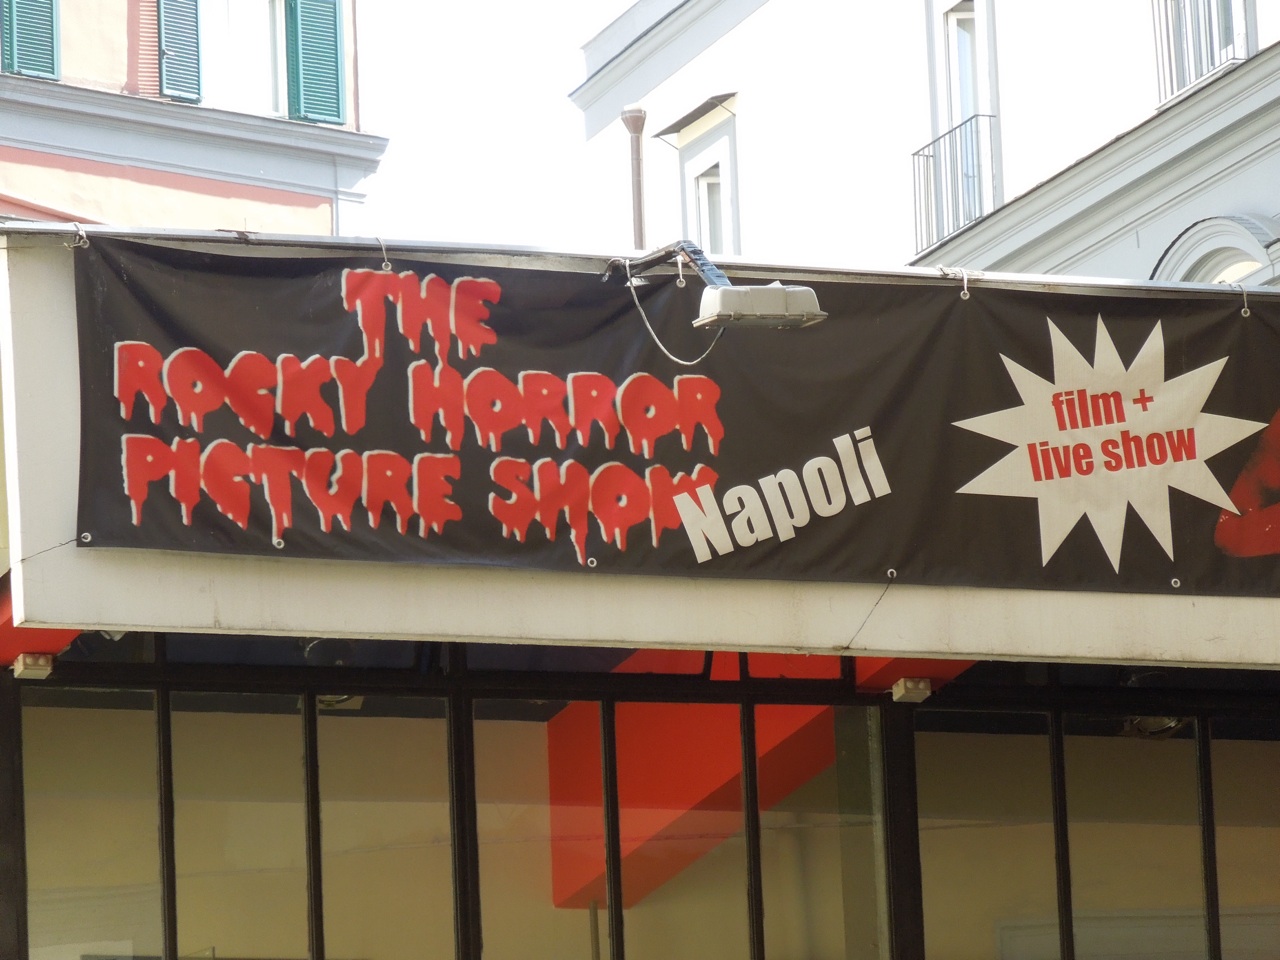 THE
ROCKY HORROR
PICTURE SHOW
Napoli
film +
live show